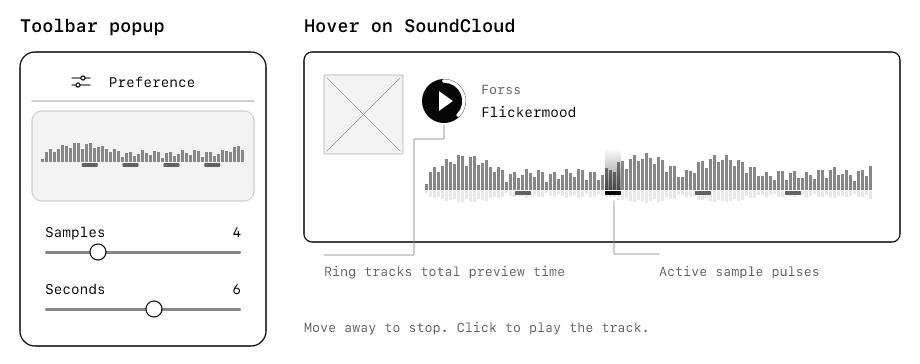 Toolbar popup
Preference
Samples 4
Seconds 6
Hover on SoundCloud
Forss
Flickermood
Ring tracks total preview time
Active sample pulses
Move away to stop. Click to play the track.